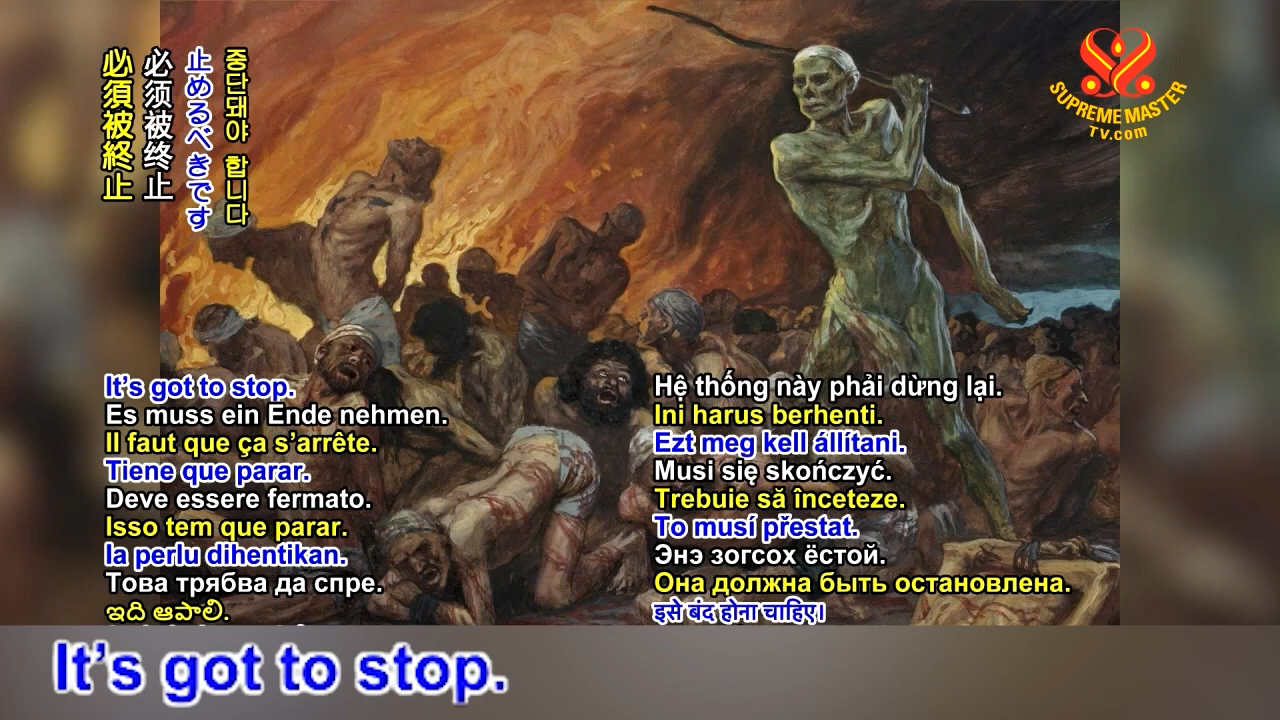 必須被終止
必须被终止
止めるべきです
중단돼야 합니다
SUPREME MASTER
TV.com
It's got to stop.
Es muss ein Ende nehmen.
Il faut que ça s'arrête.
Tiene que parar.
Deve essere fermato.
Isso tem que parar.
Ia perlu dihentikan.
Това трябва да спре.
ఇది ఆపాలి.
Hệ thống này phải dừng lại.
Ini harus berhenti.
Ezt meg kell állítani.
Musi się skończyć.
Trebuie să înceteze.
To musí přestat.
Энэ зогсох ёстой.
Она должна быть остановлена.
इसे बंद होना चाहिए।
It's got to stop.